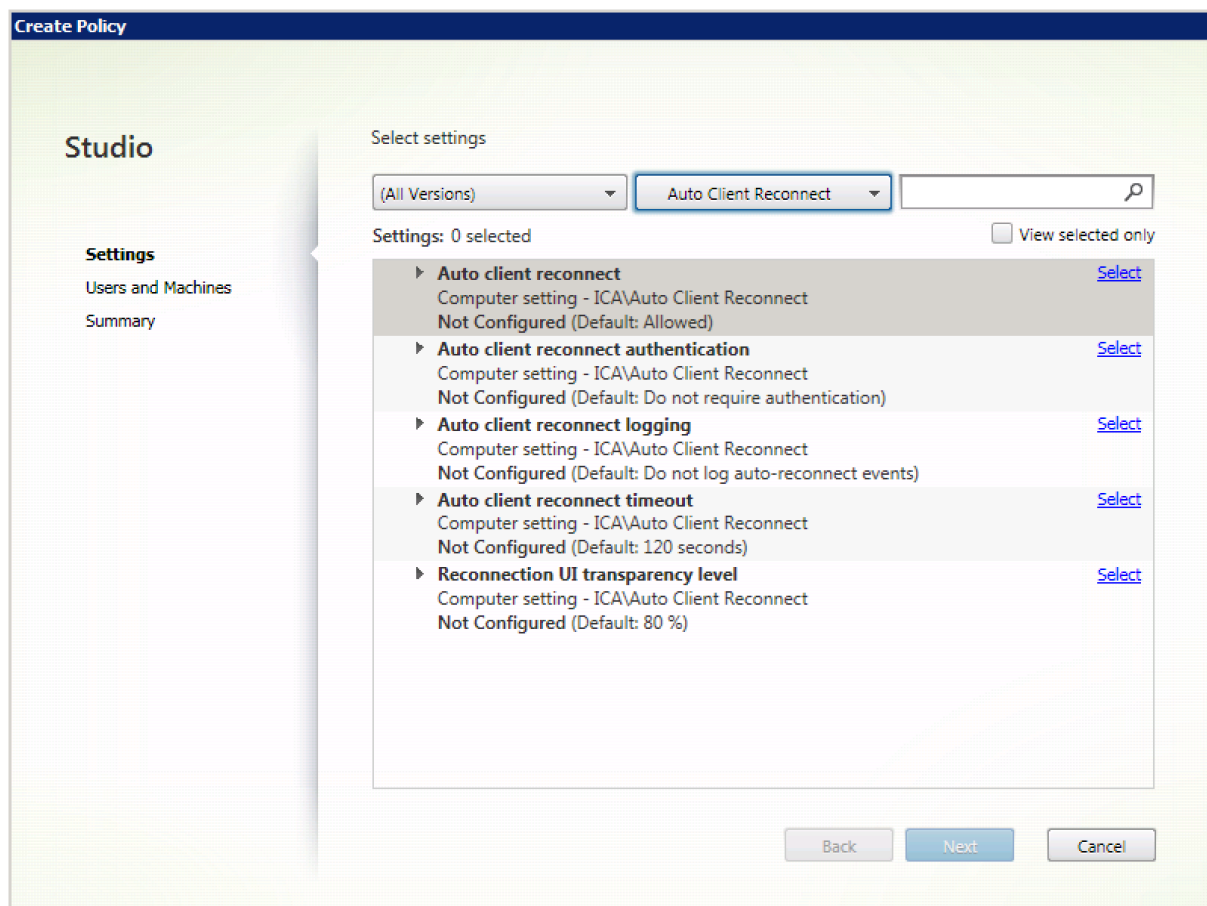 Create Policy
Studio
Settings
Users and Machines
Summary
Select settings
(All Versions)
Auto Client Reconnect
Settings: 0 selected
View selected only
Auto client reconnect
Select
Computer setting - ICA\Auto Client Reconnect
Not Configured (Default: Allowed)
Auto client reconnect authentication
Select
Computer setting - ICA\Auto Client Reconnect
Not Configured (Default: Do not require authentication)
Auto client reconnect logging
Select
Computer setting - ICA\Auto Client Reconnect
Not Configured (Default: Do not log auto-reconnect events)
Auto client reconnect timeout
Select
Computer setting - ICA\Auto Client Reconnect
Not Configured (Default: 120 seconds)
Reconnection UI transparency level
Select
Computer setting - ICA\Auto Client Reconnect
Not Configured (Default: 80 %)
Back
Next
Cancel